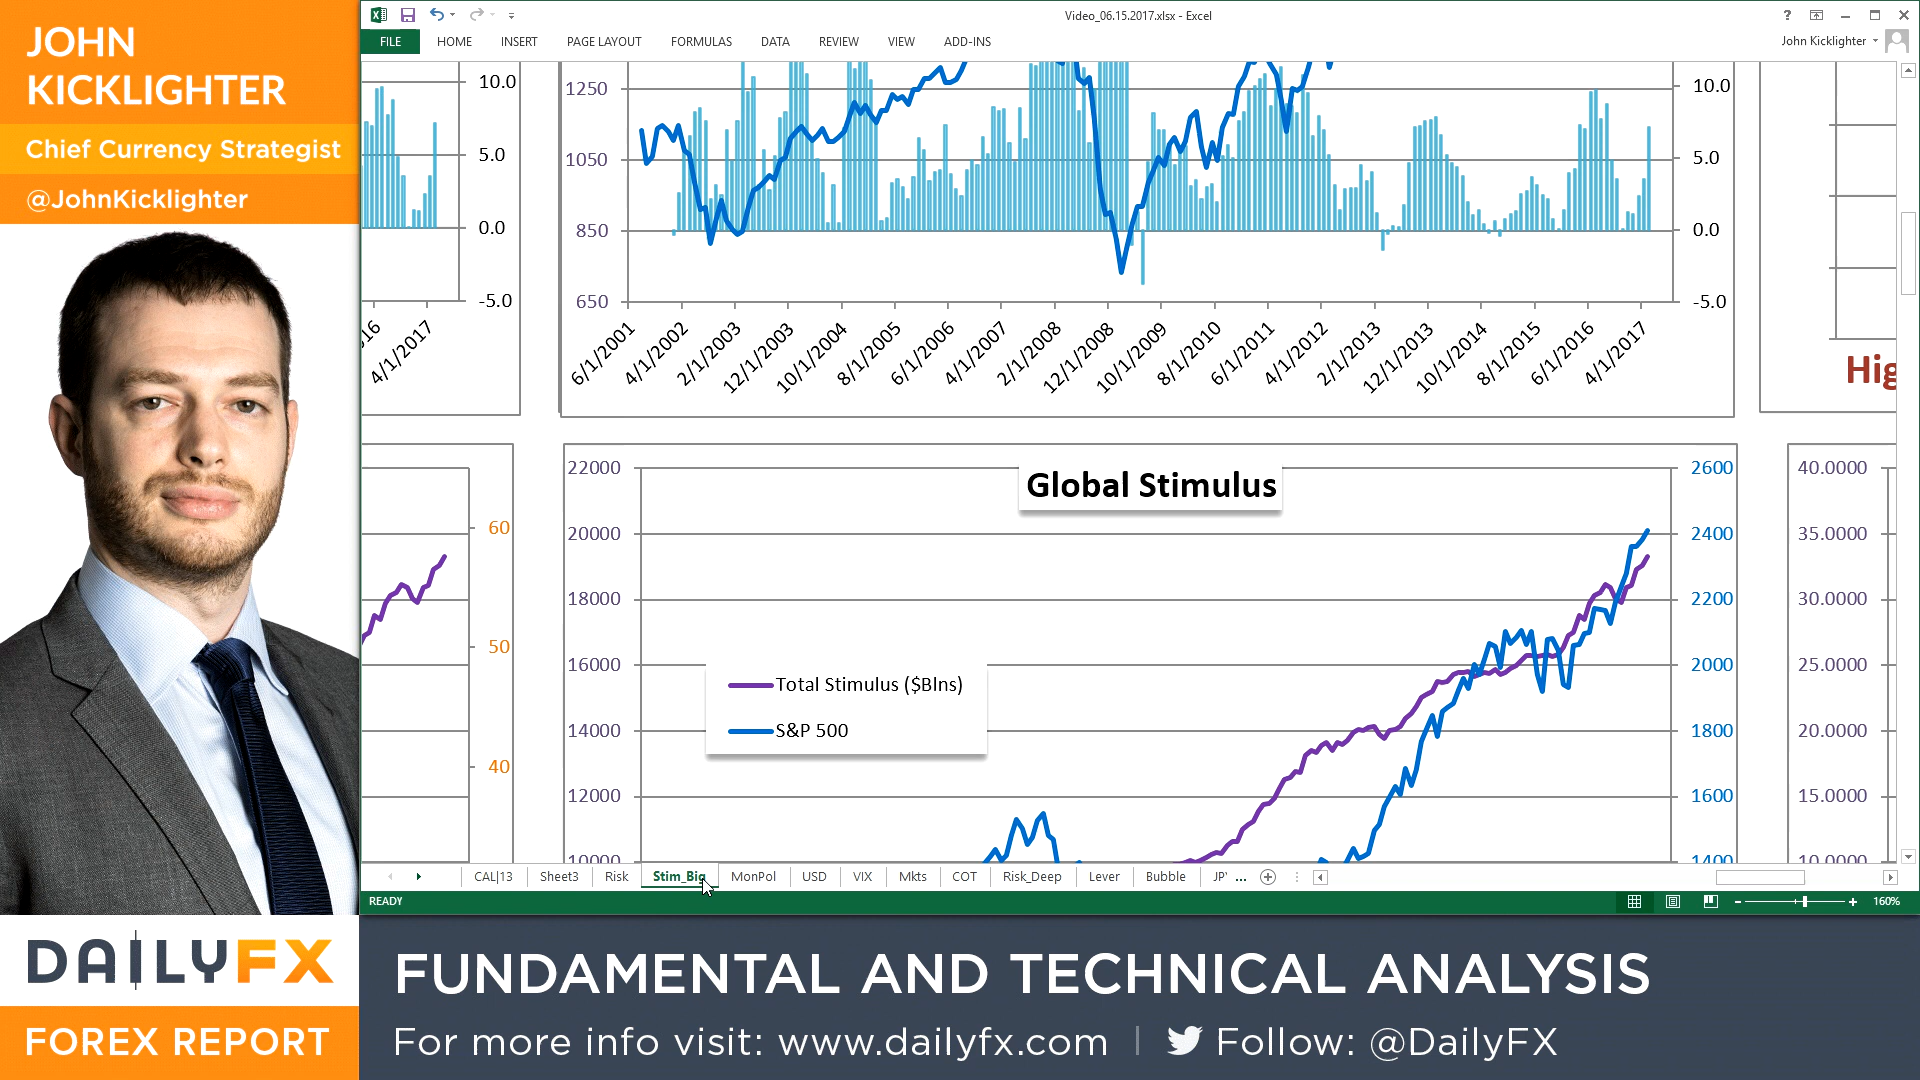 JOHN
KICKLIGHTER
Chief Currency Strategist
@JohnKicklighter
Video_06.15.2017.xlsx - Excel
?
FILE HOME INSERT PAGE LAYOUT FORMULAS DATA REVIEW VIEW ADD-INS
John Kicklighter
10.0
5.0
0.0
-5.0
4/1/2017
1250
1050
850
650
10.0
5.0
0.0
-5.0
6/1/2001 4/1/2002 2/1/2003 12/1/2003 10/1/2004 8/1/2005 6/1/2006 4/1/2007 2/1/2008 12/1/2008 10/1/2009 8/1/2010 6/1/2011 4/1/2012 2/1/2013 12/1/2013 10/1/2014 8/1/2015 6/1/2016 4/1/2017
60
50
40
Global Stimulus
22000
20000
18000
16000
14000
12000
10000
Total Stimulus ($Blns)
S&P 500
2600
2400
2200
2000
1800
1600
1400
40.0000
35.0000
30.0000
25.0000
20.0000
15.0000
10.0000
CAL|13 Sheet3 Risk Stim_Big MonPol USD VIX Mkts COT Risk_Deep Lever Bubble JP' ...
READY
160%
DAILYFX
FOREX REPORT
FUNDAMENTAL AND TECHNICAL ANALYSIS
For more info visit: www.dailyfx.com | Follow: @DailyFX